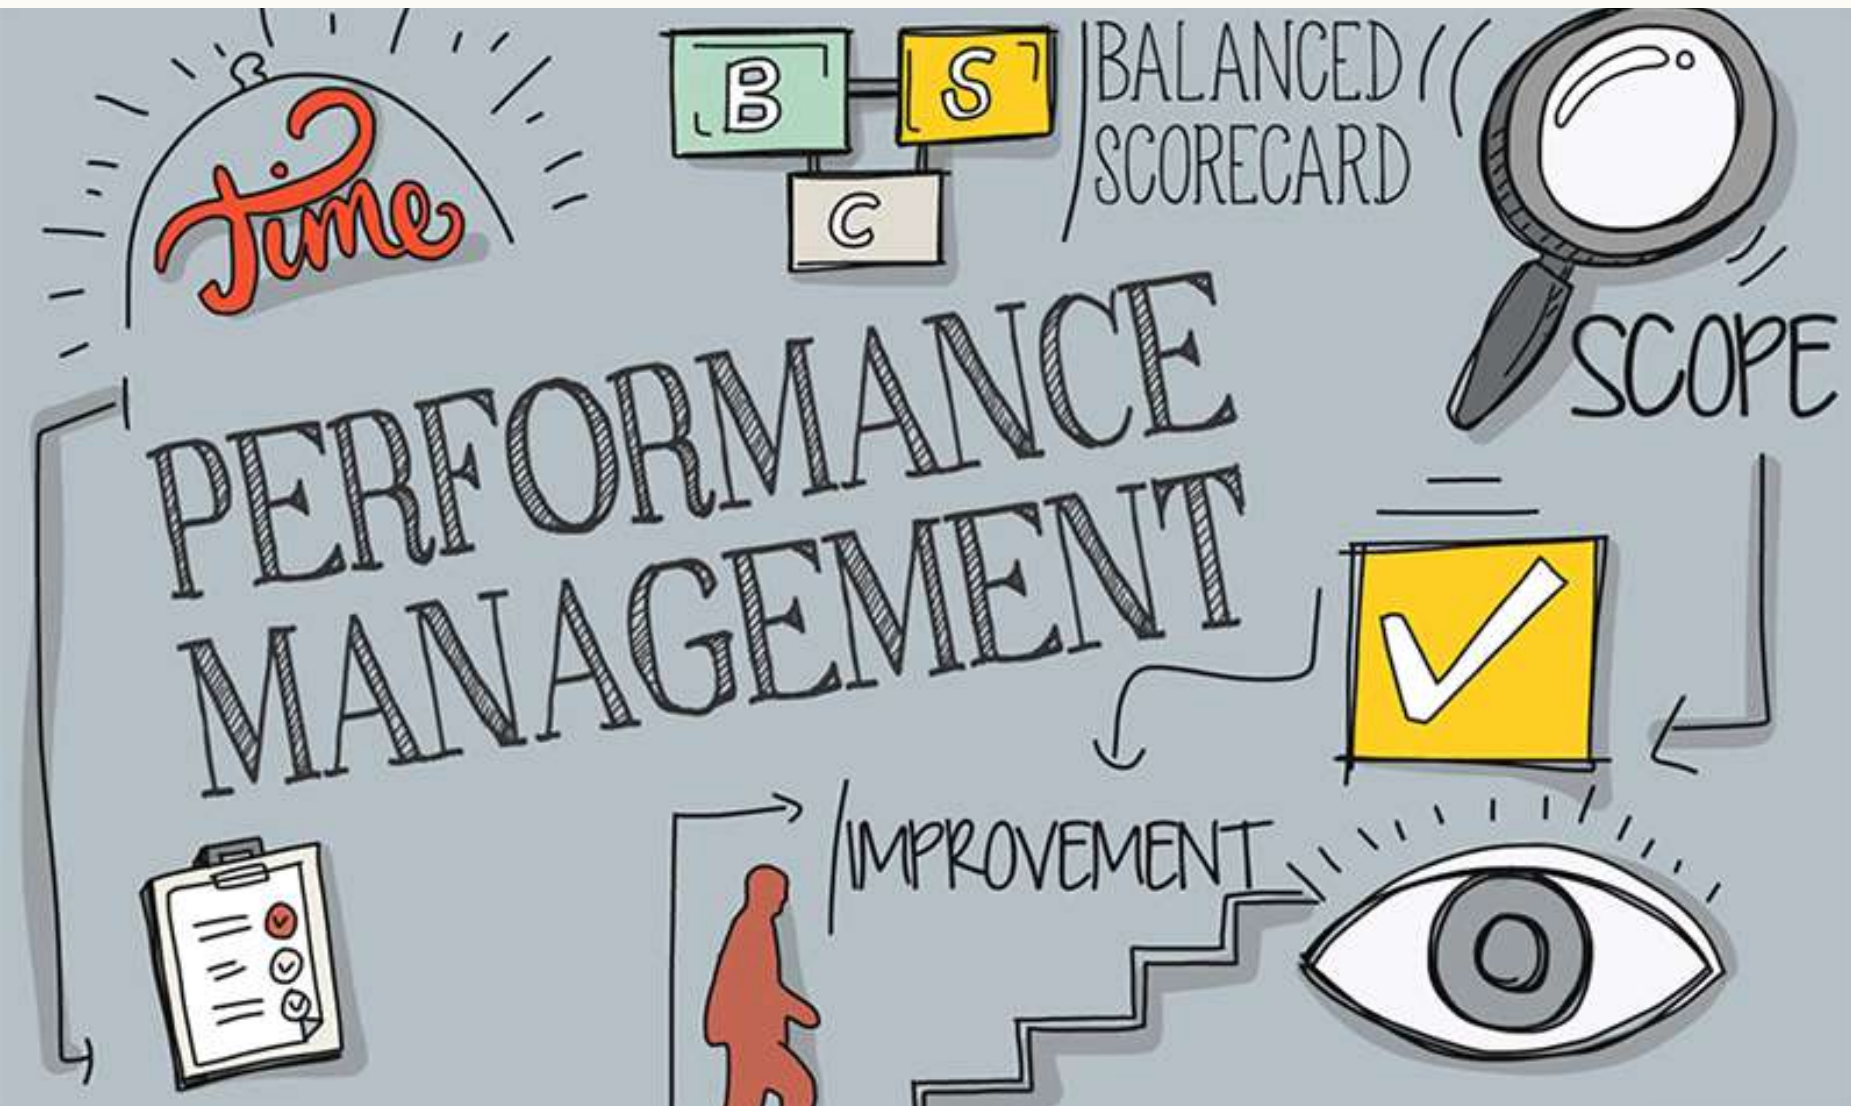 Time
B S
C
BALANCED
SCORECARD
SCOPE
PERFORMANCE
MANAGEMENT
IMPROVEMENT